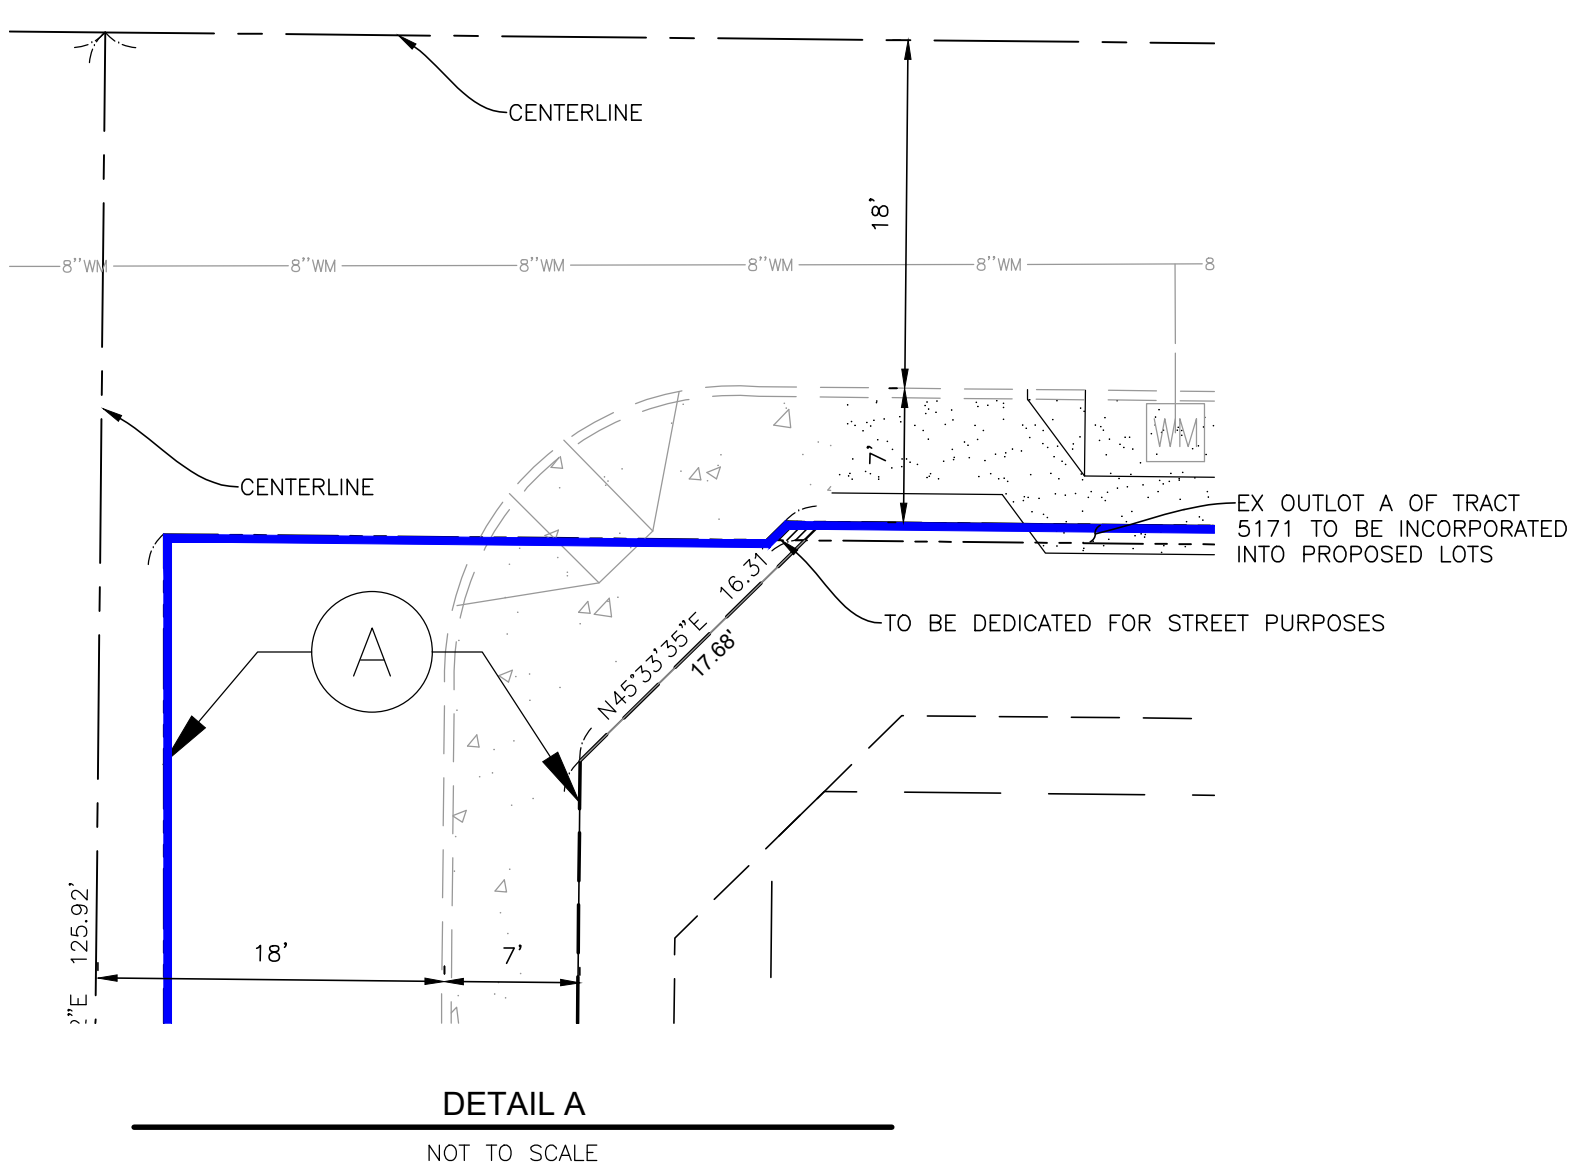 CENTERLINE
18'
8"WM 8"WM 8"WM 8"WM 8"WM 8
WM
7'
CENTERLINE
EX OUTLOT A OF TRACT
5171 TO BE INCORPORATED
INTO PROPOSED LOTS
N45°33'35"E 16.31
17.68'
TO BE DEDICATED FOR STREET PURPOSES
A
"E 125.92'
18'
7'
DETAIL A
NOT TO SCALE